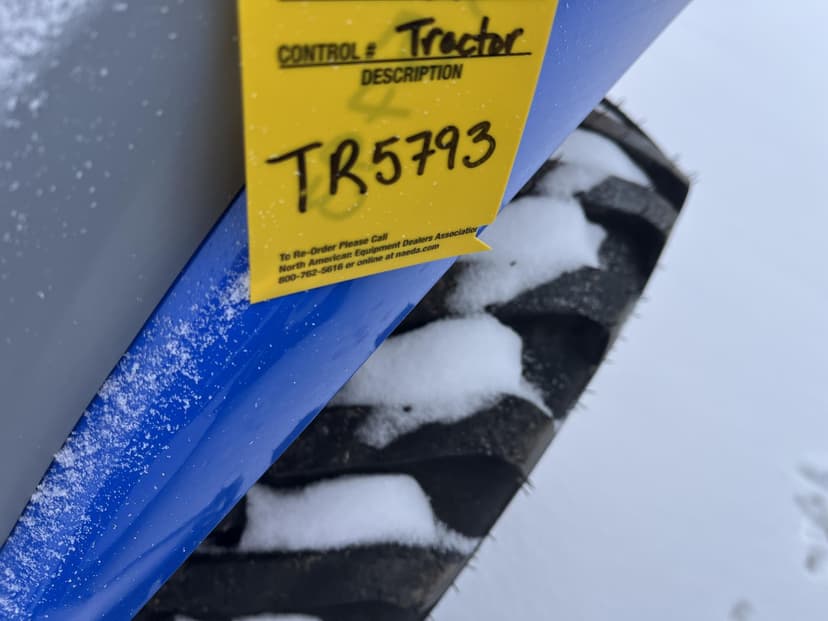 CONTROL # Tractor
DESCRIPTION
TR5793
To Re-Order Please Call
North American Equipment Dealers Association
800-762-5616 or online at naeda.com